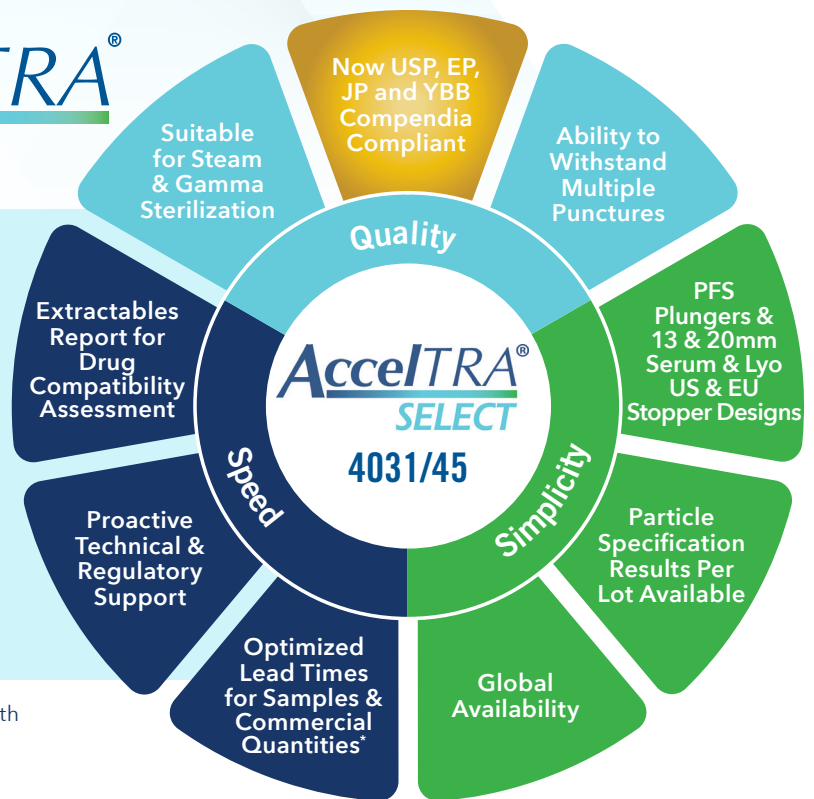 TRA®
Now USP, EP,
JP and YBB
Compendia
Compliant
Suitable
for Steam
& Gamma
Sterilization
Ability to
Withstand
Multiple
Punctures
Quality
Extractables
Report for
Drug
Compatibility
Assessment
PFS
Plungers &
13 & 20mm
Serum & Lyo
US & EU
Stopper Designs
AccelTRA®
SELECT
4031/45
Speed
Simplicity
Proactive
Technical &
Regulatory
Support
Particle
Specification
Results Per
Lot Available
Optimized
Lead Times
for Samples &
Commercial
Quantities*
Global
Availability
th